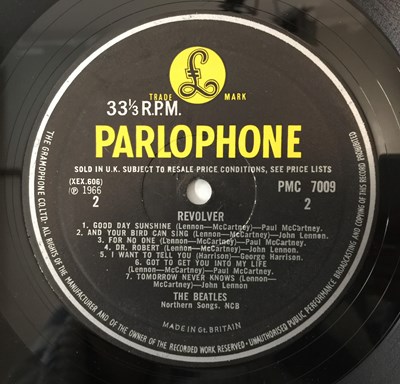 TRADE MARK
33⅓ R.P.M.
PARLOPHONE
SOLD IN U.K. SUBJECT TO RESALE PRICE CONDITIONS, SEE PRICE LISTS
(XEX.606)
℗ 1966
2
PMC 7009
2
REVOLVER
1. GOOD DAY SUNSHINE (Lennon—McCartney)—Paul McCartney.
2. AND YOUR BIRD CAN SING (Lennon—McCartney)—John Lennon.
3. FOR NO ONE (Lennon—McCartney)—Paul McCartney.
4. DR. ROBERT (Lennon—McCartney)—John Lennon.
5. I WANT TO TELL YOU (Harrison)—George Harrison.
6. GOT TO GET YOU INTO MY LIFE
(Lennon—McCartney)—Paul McCartney.
7. TOMORROW NEVER KNOWS (Lennon—
McCartney)—John Lennon
THE BEATLES
Northern Songs. NCB
MADE IN Gt. BRITAIN
THE GRAMOPHONE CO. LTD. ALL RIGHTS OF THE MANUFACTURER AND OF THE OWNER OF THE RECORDED WORK RESERVED—UNAUTHORISED PUBLIC PERFORMANCE BROADCASTING AND COPYING OF THIS RECORD PROHIBITED